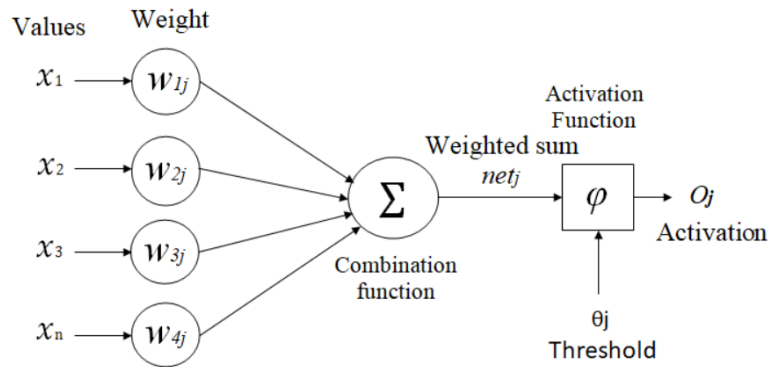 Values
Weight
x1
w1j
x2
w2j
x3
w3j
xn
w4j
Σ
Combination
function
Weighted sum
netj
Activation
Function
φ
Oj
Activation
θj
Threshold